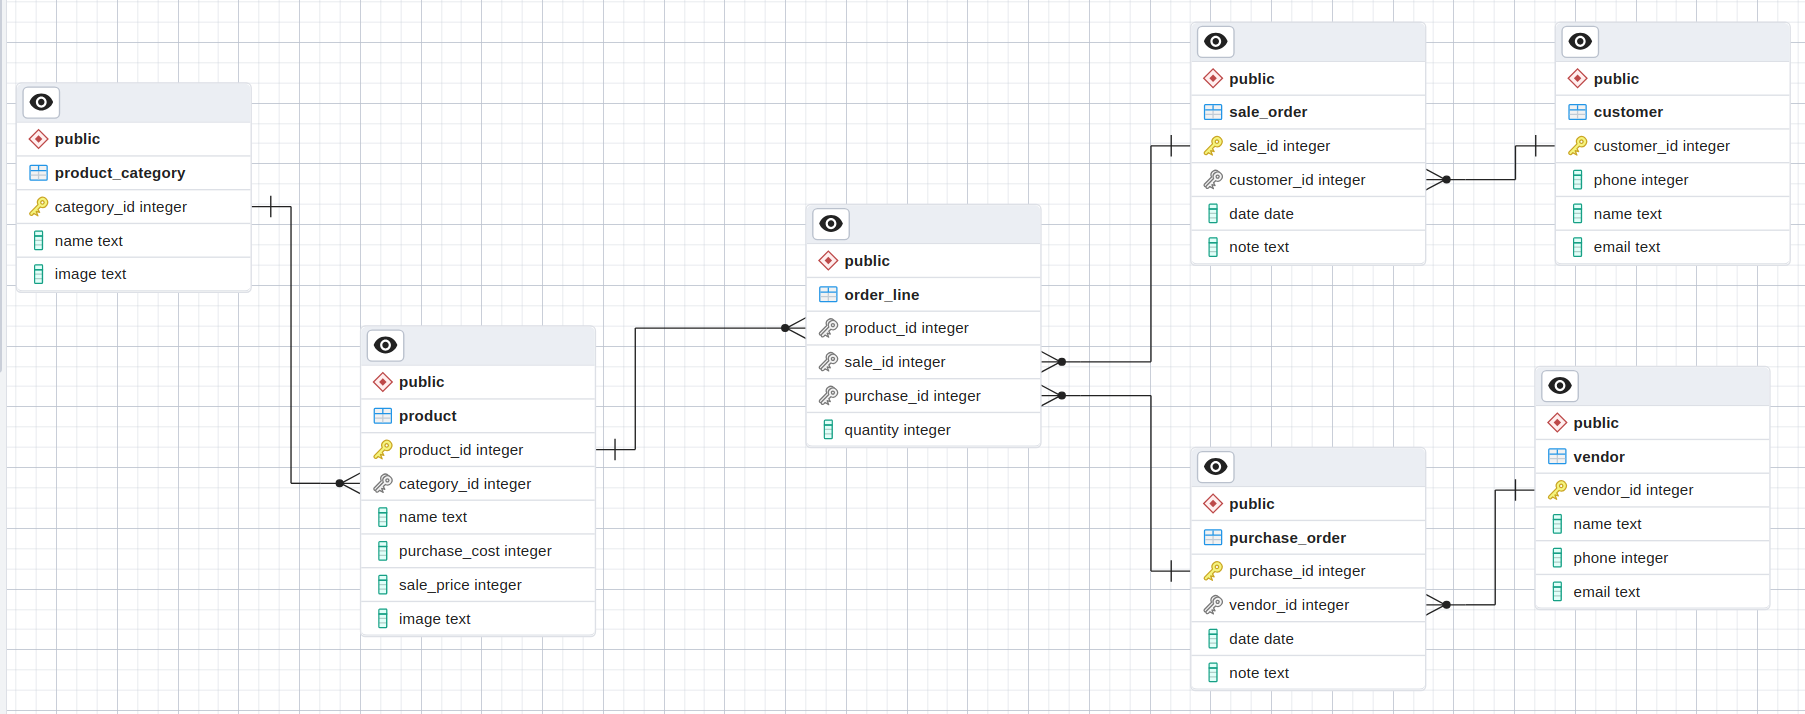 public
product_category
category_id integer
name text
image text
public
product
product_id integer
category_id integer
name text
purchase_cost integer
sale_price integer
image text
public
order_line
product_id integer
sale_id integer
purchase_id integer
quantity integer
public
sale_order
sale_id integer
customer_id integer
date date
note text
public
customer
customer_id integer
phone integer
name text
email text
public
purchase_order
purchase_id integer
vendor_id integer
date date
note text
public
vendor
vendor_id integer
name text
phone integer
email text